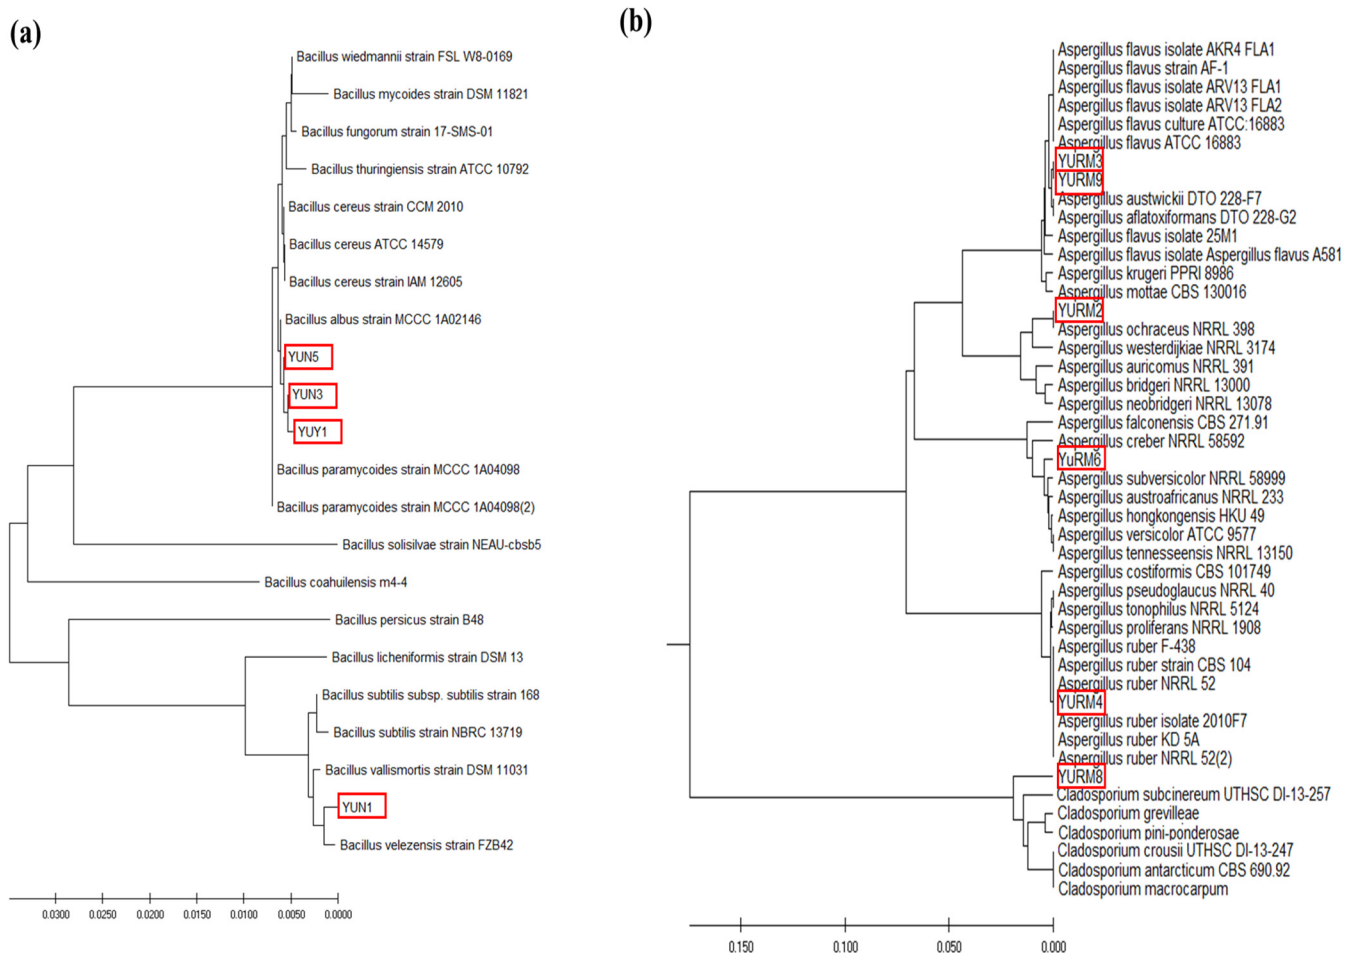 (a)
Bacillus wiedmannii strain FSL W8-0169
Bacillus mycoides strain DSM 11821
Bacillus fungorum strain 17-SMS-01
Bacillus thuringiensis strain ATCC 10792
Bacillus cereus strain CCM 2010
Bacillus cereus ATCC 14579
Bacillus cereus strain IAM 12605
Bacillus albus strain MCCC 1A02146
YUN5
YUN3
YUY1
Bacillus paramycoides strain MCCC 1A04098
Bacillus paramycoides strain MCCC 1A04098(2)
Bacillus solisilvae strain NEAU-cbsb5
Bacillus coahuilensis m4-4
Bacillus persicus strain B48
Bacillus licheniformis strain DSM 13
Bacillus subtilis subsp. subtilis strain 168
Bacillus subtilis strain NBRC 13719
Bacillus vallismortis strain DSM 11031
YUN1
Bacillus velezensis strain FZB42
0.0300 0.0250 0.0200 0.0150 0.0100 0.0050 0.0000
(b)
Aspergillus flavus isolate AKR4 FLA1
Aspergillus flavus strain AF-1
Aspergillus flavus isolate ARV13 FLA1
Aspergillus flavus isolate ARV13 FLA2
Aspergillus flavus culture ATCC:16883
Aspergillus flavus ATCC 16883
YURM3
YURM9
Aspergillus austwickii DTO 228-F7
Aspergillus aflatoxiformans DTO 228-G2
Aspergillus flavus isolate 25M1
Aspergillus flavus isolate Aspergillus flavus A581
Aspergillus krugeri PPRI 8986
Aspergillus mottae CBS 130016
YURM2
Aspergillus ochraceus NRRL 398
Aspergillus westerdijkiae NRRL 3174
Aspergillus auricomus NRRL 391
Aspergillus bridgeri NRRL 13000
Aspergillus neobridgeri NRRL 13078
Aspergillus falconensis CBS 271.91
Aspergillus creber NRRL 58592
YuRM6
Aspergillus subversicolor NRRL 58999
Aspergillus austroafricanus NRRL 233
Aspergillus hongkongensis HKU 49
Aspergillus versicolor ATCC 9577
Aspergillus tennesseensis NRRL 13150
Aspergillus costiformis CBS 101749
Aspergillus pseudoglaucus NRRL 40
Aspergillus tonophilus NRRL 5124
Aspergillus proliferans NRRL 1908
Aspergillus ruber F-438
Aspergillus ruber strain CBS 104
Aspergillus ruber NRRL 52
YURM4
Aspergillus ruber isolate 2010F7
Aspergillus ruber KD 5A
Aspergillus ruber NRRL 52(2)
YURM8
Cladosporium subcinereum UTHSC DI-13-257
Cladosporium grevilleae
Cladosporium pini-ponderosae
Cladosporium crousii UTHSC DI-13-247
Cladosporium antarcticum CBS 690.92
Cladosporium macrocarpum
0.150 0.100 0.050 0.000